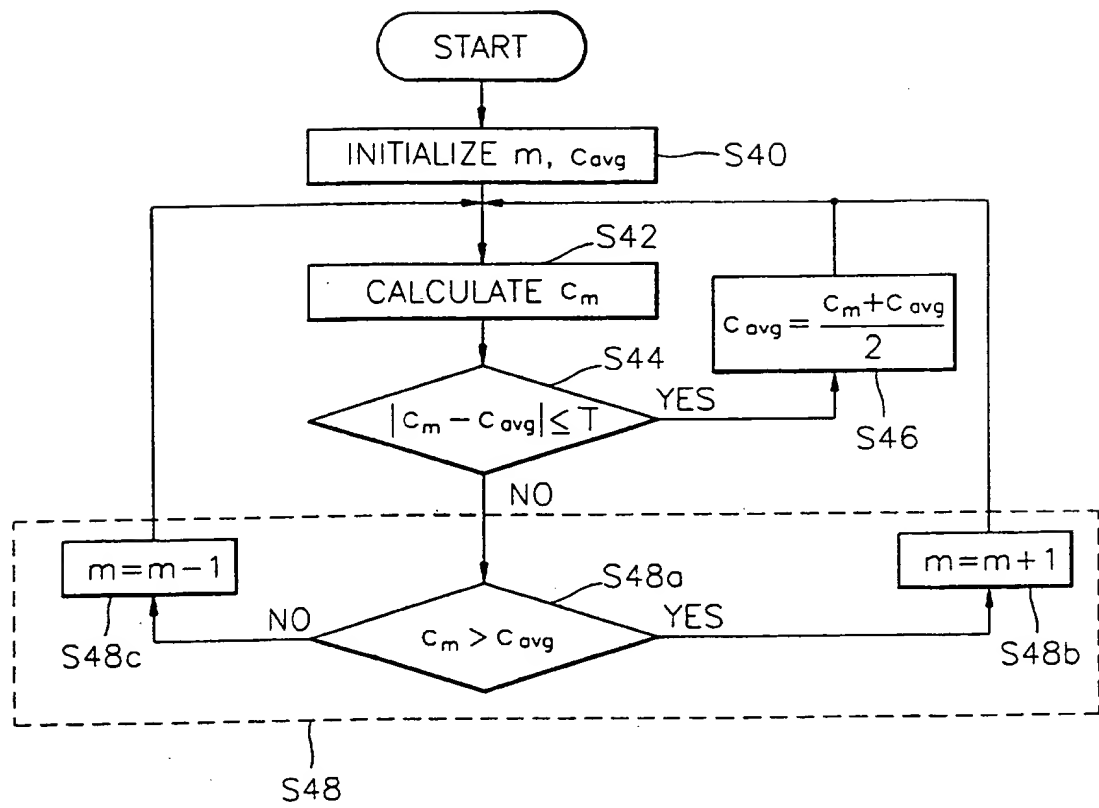 START
INITIALIZE m, cavg
S40
S42
CALCULATE cm
cavg = cm+cavg
2
S44
|cm − cavg| ≤ T
YES
S46
NO
m=m−1
m=m+1
S48a
NO
cm > cavg
YES
S48c
S48b
S48